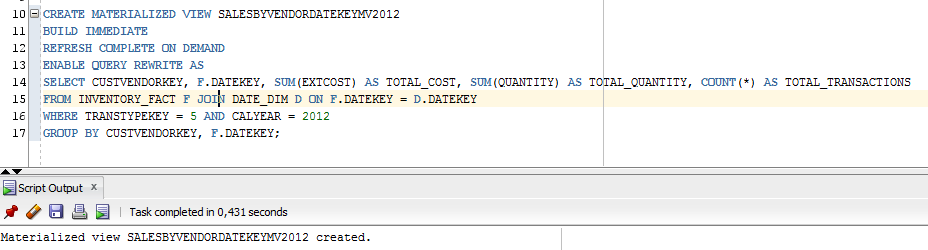 10 CREATE MATERIALIZED VIEW SALESBYVENDORDATEKEYMV2012
11 BUILD IMMEDIATE
12 REFRESH COMPLETE ON DEMAND
13 ENABLE QUERY REWRITE AS
14 SELECT CUSTVENDORKEY, F.DATEKEY, SUM(EXTCOST) AS TOTAL_COST, SUM(QUANTITY) AS TOTAL_QUANTITY, COUNT(*) AS TOTAL_TRANSACTIONS
15 FROM INVENTORY_FACT F JOIN DATE_DIM D ON F.DATEKEY = D.DATEKEY
16 WHERE TRANSTYPEKEY = 5 AND CALYEAR = 2012
17 GROUP BY CUSTVENDORKEY, F.DATEKEY;
Script Output x
Task completed in 0,431 seconds
Materialized view SALESBYVENDORDATEKEYMV2012 created.